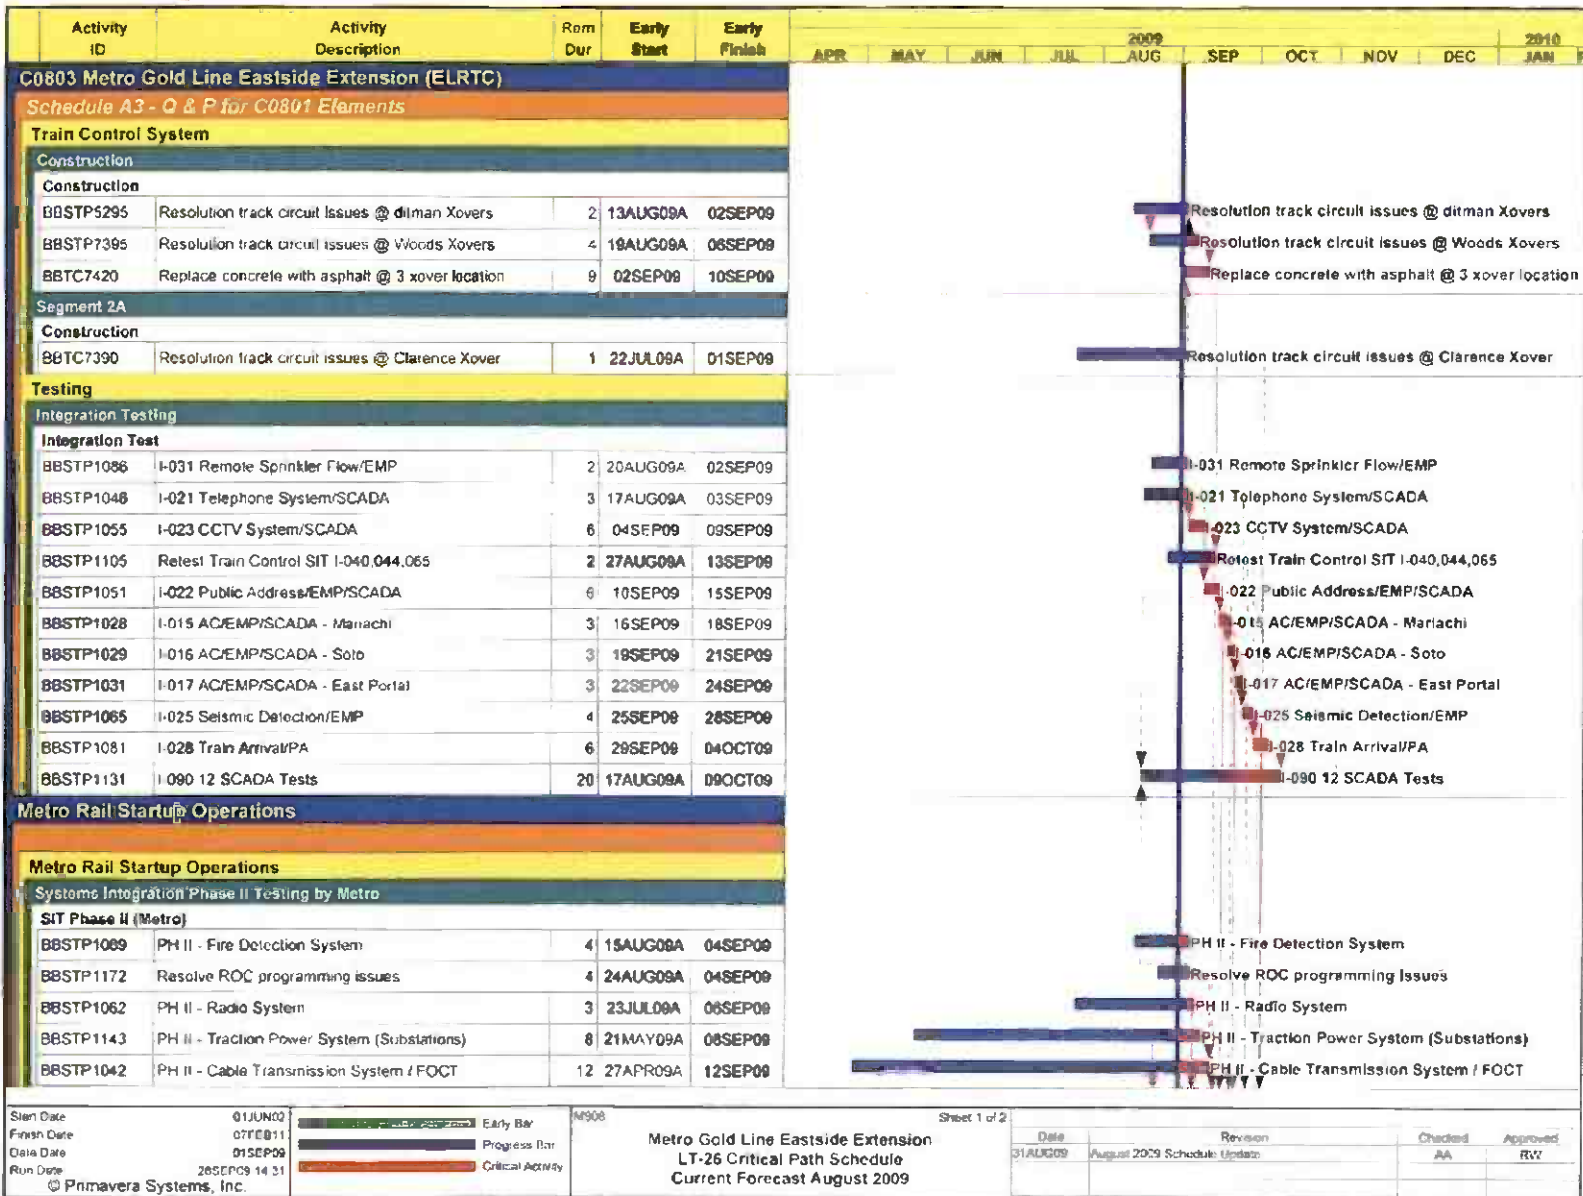 Activity ID Activity Description Rem Dur Early Start Early Finish
2009 2010
APR MAY JUN JUL AUG SEP OCT NOV DEC JAN
C0803 Metro Gold Line Eastside Extension (ELRTC)
Schedule A3 - Q & P for C0801 Elements
Train Control System
Construction
Construction
BBSTP5295 Resolution track circuit Issues @ ditman Xovers 2 13AUG09A 02SEP09 Resolution track circuit issues @ ditman Xovers
BBSTP7395 Resolution track circuit issues @ Woods Xovers 4 19AUG09A 06SEP09 Resolution track circuit issues @ Woods Xovers
BBTC7420 Replace concrete with asphalt @ 3 xover location 9 02SEP09 10SEP09 Replace concrete with asphalt @ 3 xover location
Segment 2A
Construction
BBTC7390 Resolution track circuit issues @ Clarence Xover 1 22JUL09A 01SEP09 Resolution track circuit issues @ Clarence Xover
Testing
Integration Testing
Integration Test
BBSTP1086 I-031 Remote Sprinkler Flow/EMP 2 20AUG09A 02SEP09 I-031 Remote Sprinkler Flow/EMP
BBSTP1046 I-021 Telephone System/SCADA 3 17AUG09A 03SEP09 I-021 Telephone System/SCADA
BBSTP1055 I-023 CCTV System/SCADA 6 04SEP09 09SEP09 I-023 CCTV System/SCADA
BBSTP1105 Retest Train Control SIT I-040,044,065 2 27AUG09A 13SEP09 Retest Train Control SIT I-040,044,065
BBSTP1051 I-022 Public Address/EMP/SCADA 6 10SEP09 15SEP09 I-022 Public Address/EMP/SCADA
BBSTP1028 I-015 AC/EMP/SCADA - Mariachi 3 16SEP09 18SEP09 I-015 AC/EMP/SCADA - Mariachi
BBSTP1029 I-016 AC/EMP/SCADA - Soto 3 19SEP09 21SEP09 I-016 AC/EMP/SCADA - Soto
BBSTP1031 I-017 AC/EMP/SCADA - East Portal 3 22SEP09 24SEP09 I-017 AC/EMP/SCADA - East Portal
BBSTP1065 I-025 Seismic Detection/EMP 4 25SEP09 28SEP09 I-025 Seismic Detection/EMP
BBSTP1081 I-028 Train Arrival/PA 6 29SEP09 04OCT09 I-028 Train Arrival/PA
BBSTP1131 I-090 12 SCADA Tests 20 17AUG09A 09OCT09 I-090 12 SCADA Tests
Metro Rail Startup Operations
Metro Rail Startup Operations
Systems Integration Phase II Testing by Metro
SIT Phase II (Metro)
BBSTP1069 PH II - Fire Detection System 4 15AUG09A 04SEP09 PH II - Fire Detection System
BBSTP1172 Resolve ROC programming issues 4 24AUG09A 04SEP09 Resolve ROC programming Issues
BBSTP1062 PH II - Radio System 3 23JUL09A 06SEP09 PH II - Radio System
BBSTP1143 PH II - Traction Power System (Substations) 8 21MAY09A 08SEP09 PH II - Traction Power System (Substations)
BBSTP1042 PH II - Cable Transmission System / FOCT 12 27APR09A 12SEP09 PH II - Cable Transmission System / FOCT
Start Date 01JUN02
Finish Date 07FEB11
Data Date 01SEP09
Run Date 28SEP09 14:31
© Primavera Systems, Inc.
Early Bar
Progress Bar
Critical Activity
M908
Sheet 1 of 2
Metro Gold Line Eastside Extension
LT-26 Critical Path Schedule
Current Forecast August 2009
Date Revision Checked Approved
31AUG09 August 2009 Schedule Update AA RW